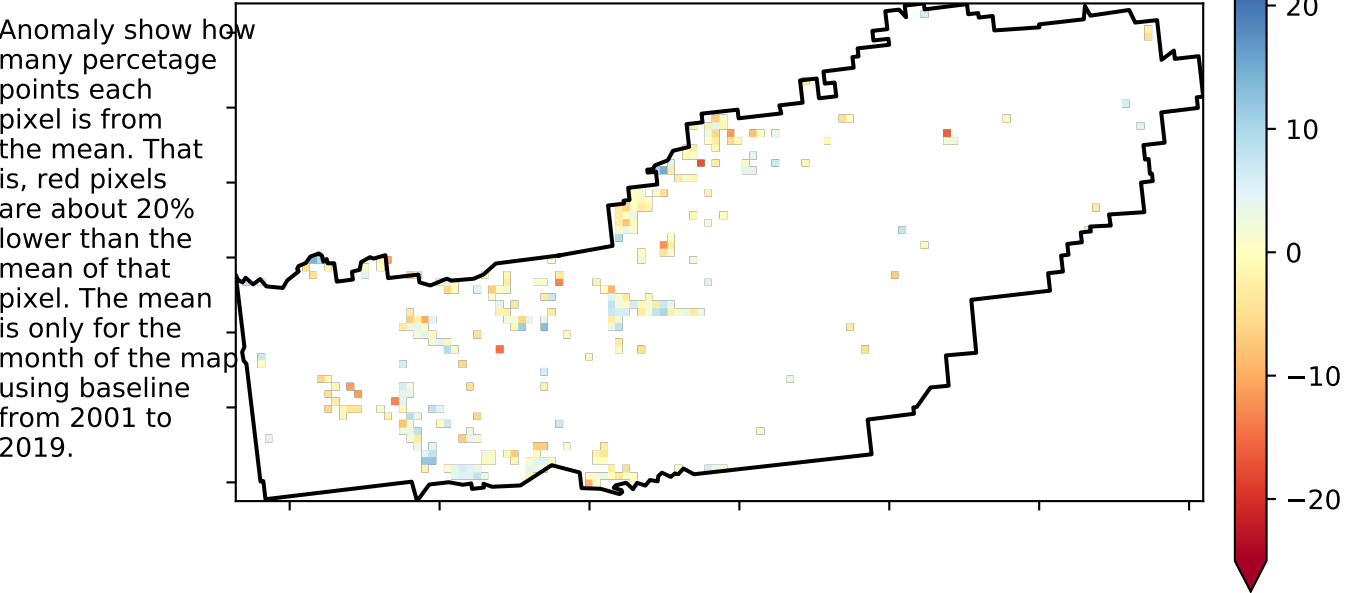 Anomaly show how
many percetage
points each
pixel is from
the mean. That
is, red pixels
are about 20%
lower than the
mean of that
pixel. The mean
is only for the
month of the map
using baseline
from 2001 to
2019.
20
10
0
−10
−20